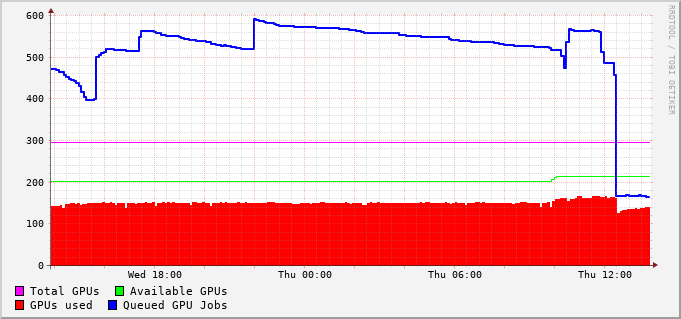 600
500
400
300
200
100
0
Wed 18:00 Thu 00:00 Thu 06:00 Thu 12:00
Total GPUs Available GPUs
GPUs used Queued GPU Jobs
RRDTOOL / TOBI OETIKER